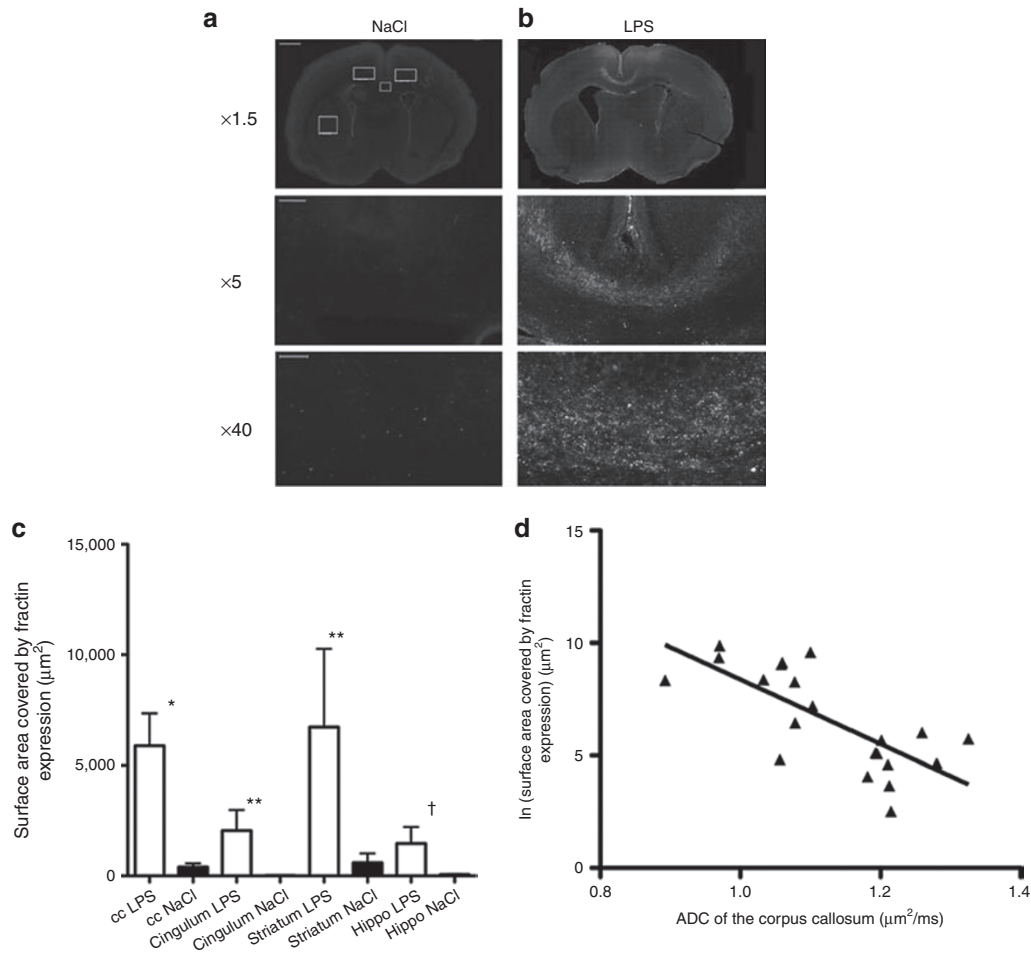 a
NaCl
b
LPS
×1.5
×5
×40
c
Surface area covered by fractin
expression (μm²)
15,000
10,000
5,000
0
*
**
**
†
cc LPS
cc NaCl
Cingulum LPS
Cingulum NaCl
Striatum LPS
Striatum NaCl
Hippo LPS
Hippo NaCl
d
ln (surface area covered by fractin
expression) (μm²)
15
10
5
0
0.8
1.0
1.2
1.4
ADC of the corpus callosum (μm²/ms)